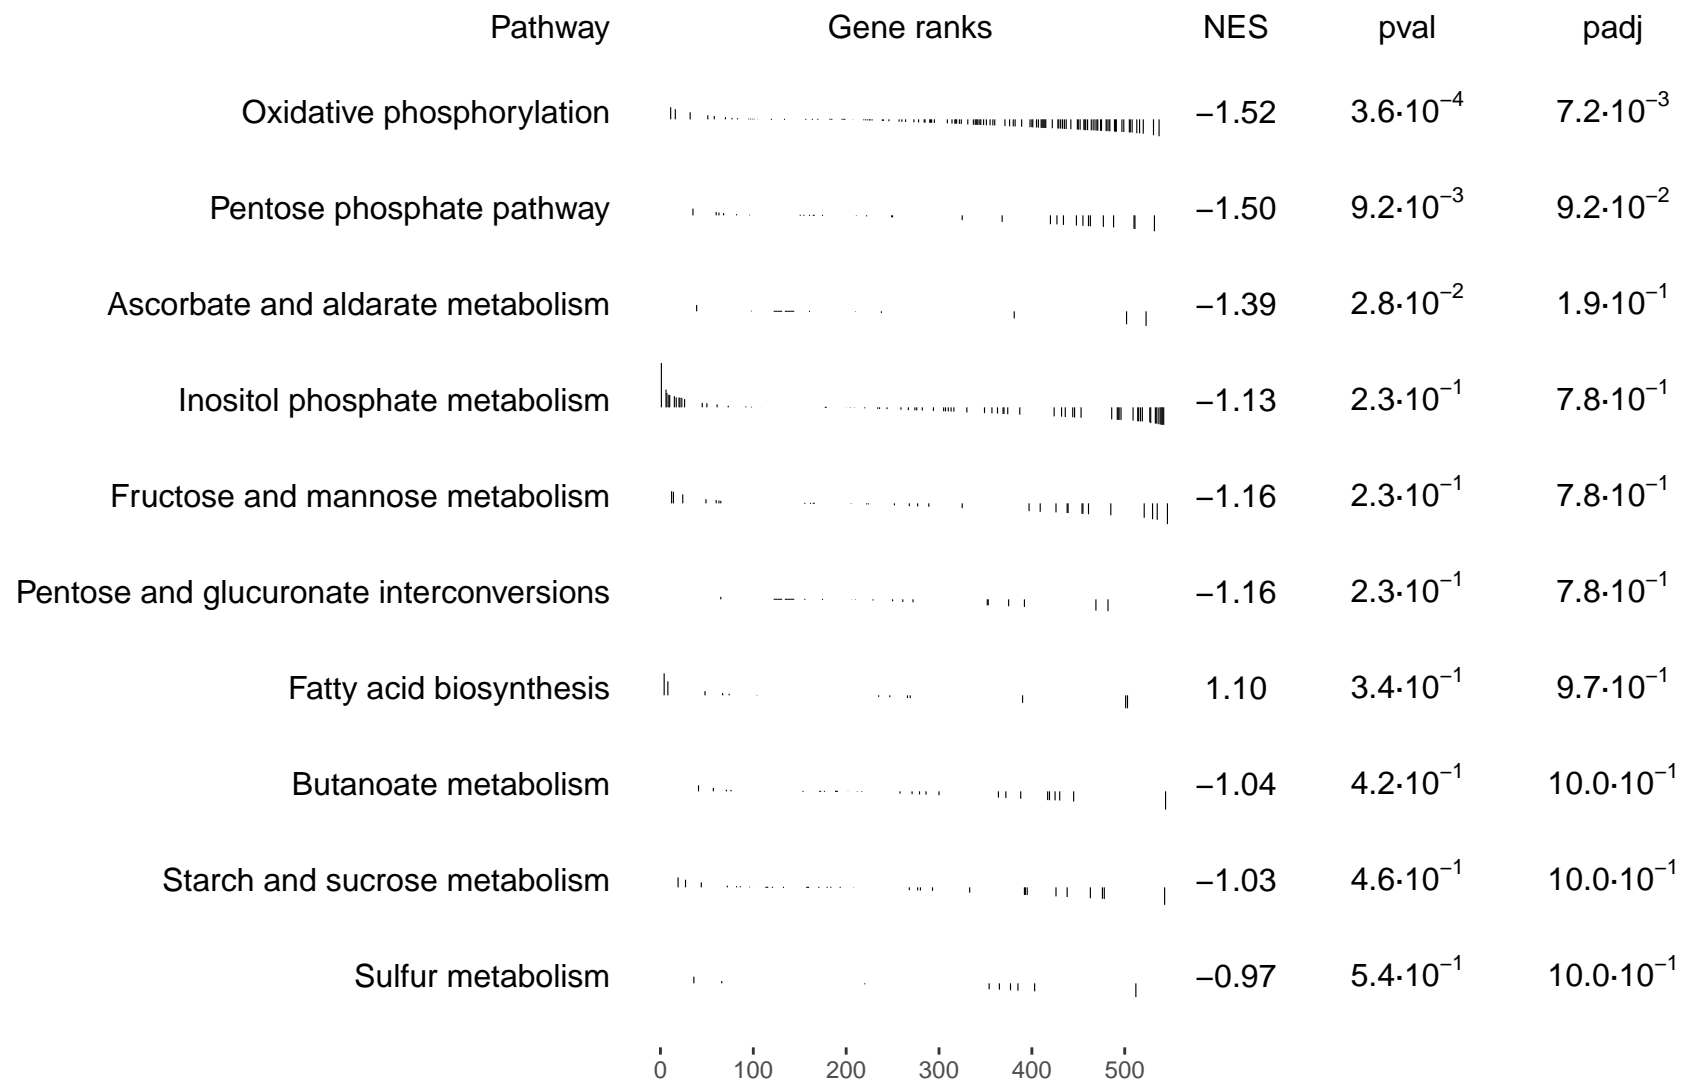 Pathway Gene ranks NES pval padj
Oxidative phosphorylation −1.52 3.6·10⁻⁴ 7.2·10⁻³
Pentose phosphate pathway −1.50 9.2·10⁻³ 9.2·10⁻²
Ascorbate and aldarate metabolism −1.39 2.8·10⁻² 1.9·10⁻¹
Inositol phosphate metabolism −1.13 2.3·10⁻¹ 7.8·10⁻¹
Fructose and mannose metabolism −1.16 2.3·10⁻¹ 7.8·10⁻¹
Pentose and glucuronate interconversions −1.16 2.3·10⁻¹ 7.8·10⁻¹
Fatty acid biosynthesis 1.10 3.4·10⁻¹ 9.7·10⁻¹
Butanoate metabolism −1.04 4.2·10⁻¹ 10.0·10⁻¹
Starch and sucrose metabolism −1.03 4.6·10⁻¹ 10.0·10⁻¹
Sulfur metabolism −0.97 5.4·10⁻¹ 10.0·10⁻¹
0 100 200 300 400 500